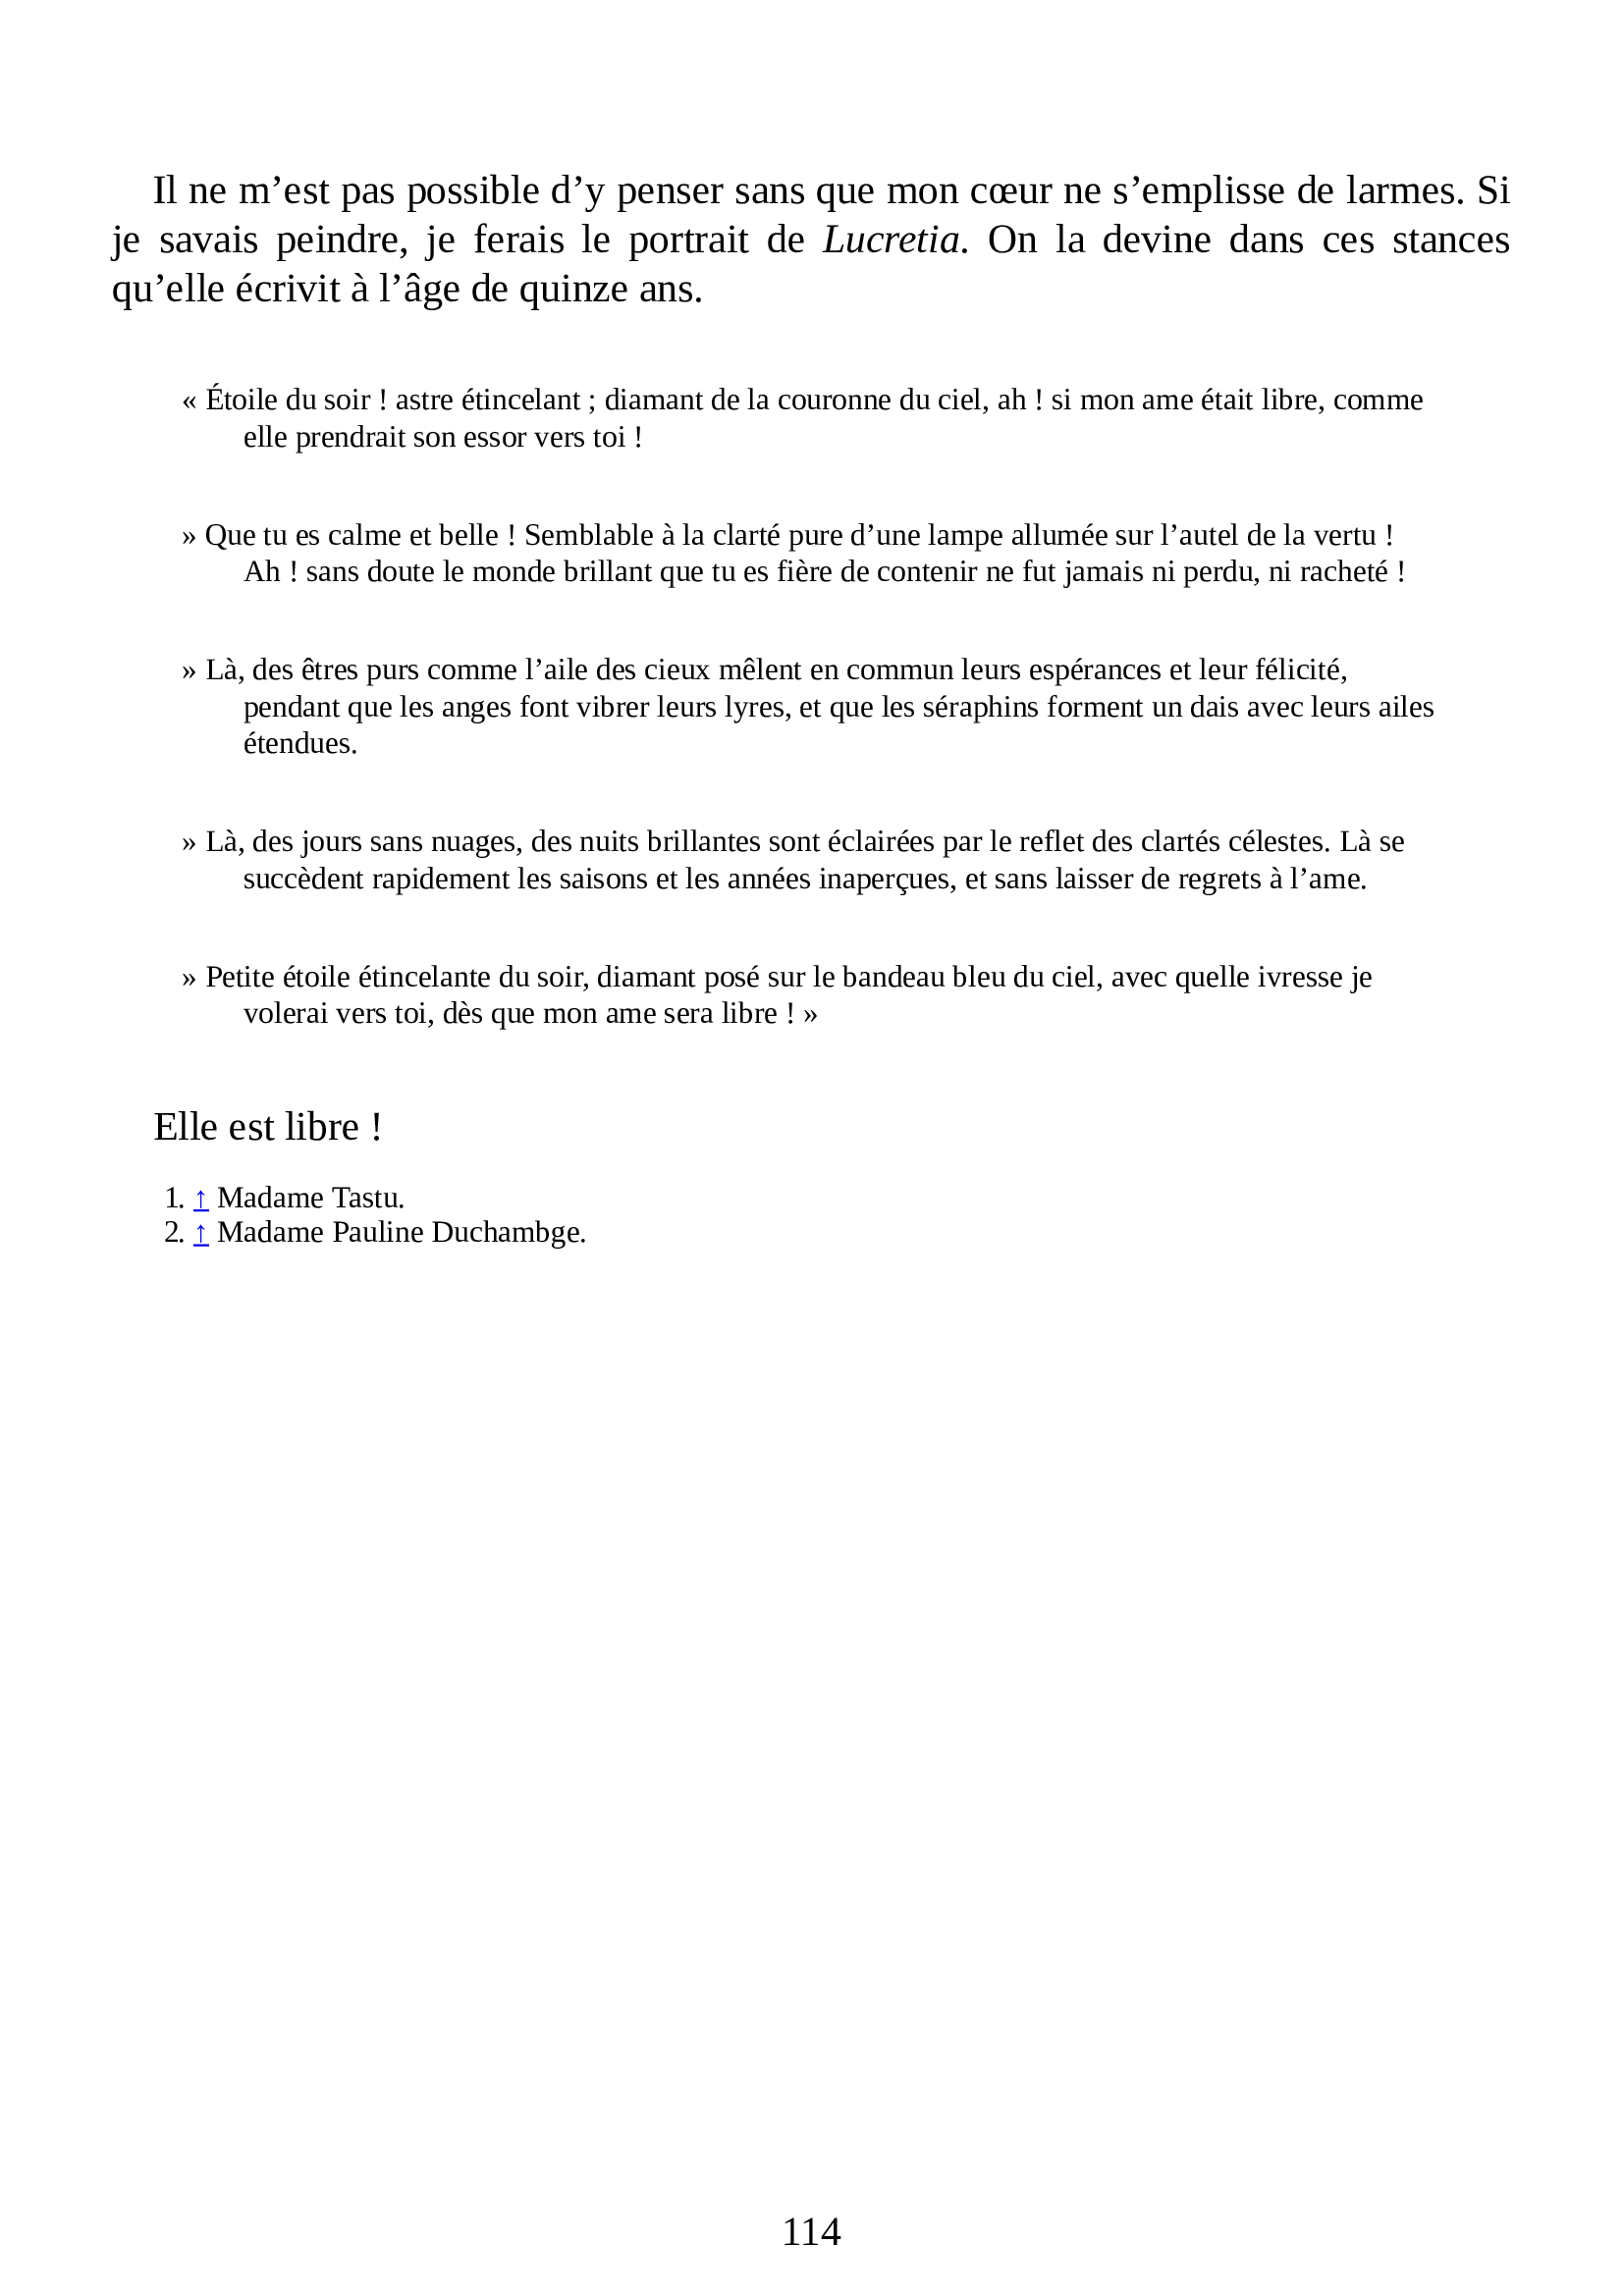 Il ne m’est pas possible d’y penser sans que mon cœur ne s’emplisse de larmes. Si
je savais peindre, je ferais le portrait de Lucretia. On la devine dans ces stances
qu’elle écrivit à l’âge de quinze ans.
« Étoile du soir ! astre étincelant ; diamant de la couronne du ciel, ah ! si mon ame était libre, comme
elle prendrait son essor vers toi !
» Que tu es calme et belle ! Semblable à la clarté pure d’une lampe allumée sur l’autel de la vertu !
Ah ! sans doute le monde brillant que tu es fière de contenir ne fut jamais ni perdu, ni racheté !
» Là, des êtres purs comme l’aile des cieux mêlent en commun leurs espérances et leur félicité,
pendant que les anges font vibrer leurs lyres, et que les séraphins forment un dais avec leurs ailes
étendues.
» Là, des jours sans nuages, des nuits brillantes sont éclairées par le reflet des clartés célestes. Là se
succèdent rapidement les saisons et les années inaperçues, et sans laisser de regrets à l’ame.
» Petite étoile étincelante du soir, diamant posé sur le bandeau bleu du ciel, avec quelle ivresse je
volerai vers toi, dès que mon ame sera libre ! »
Elle est libre !
1. ↑ Madame Tastu.
2. ↑ Madame Pauline Duchambge.
114